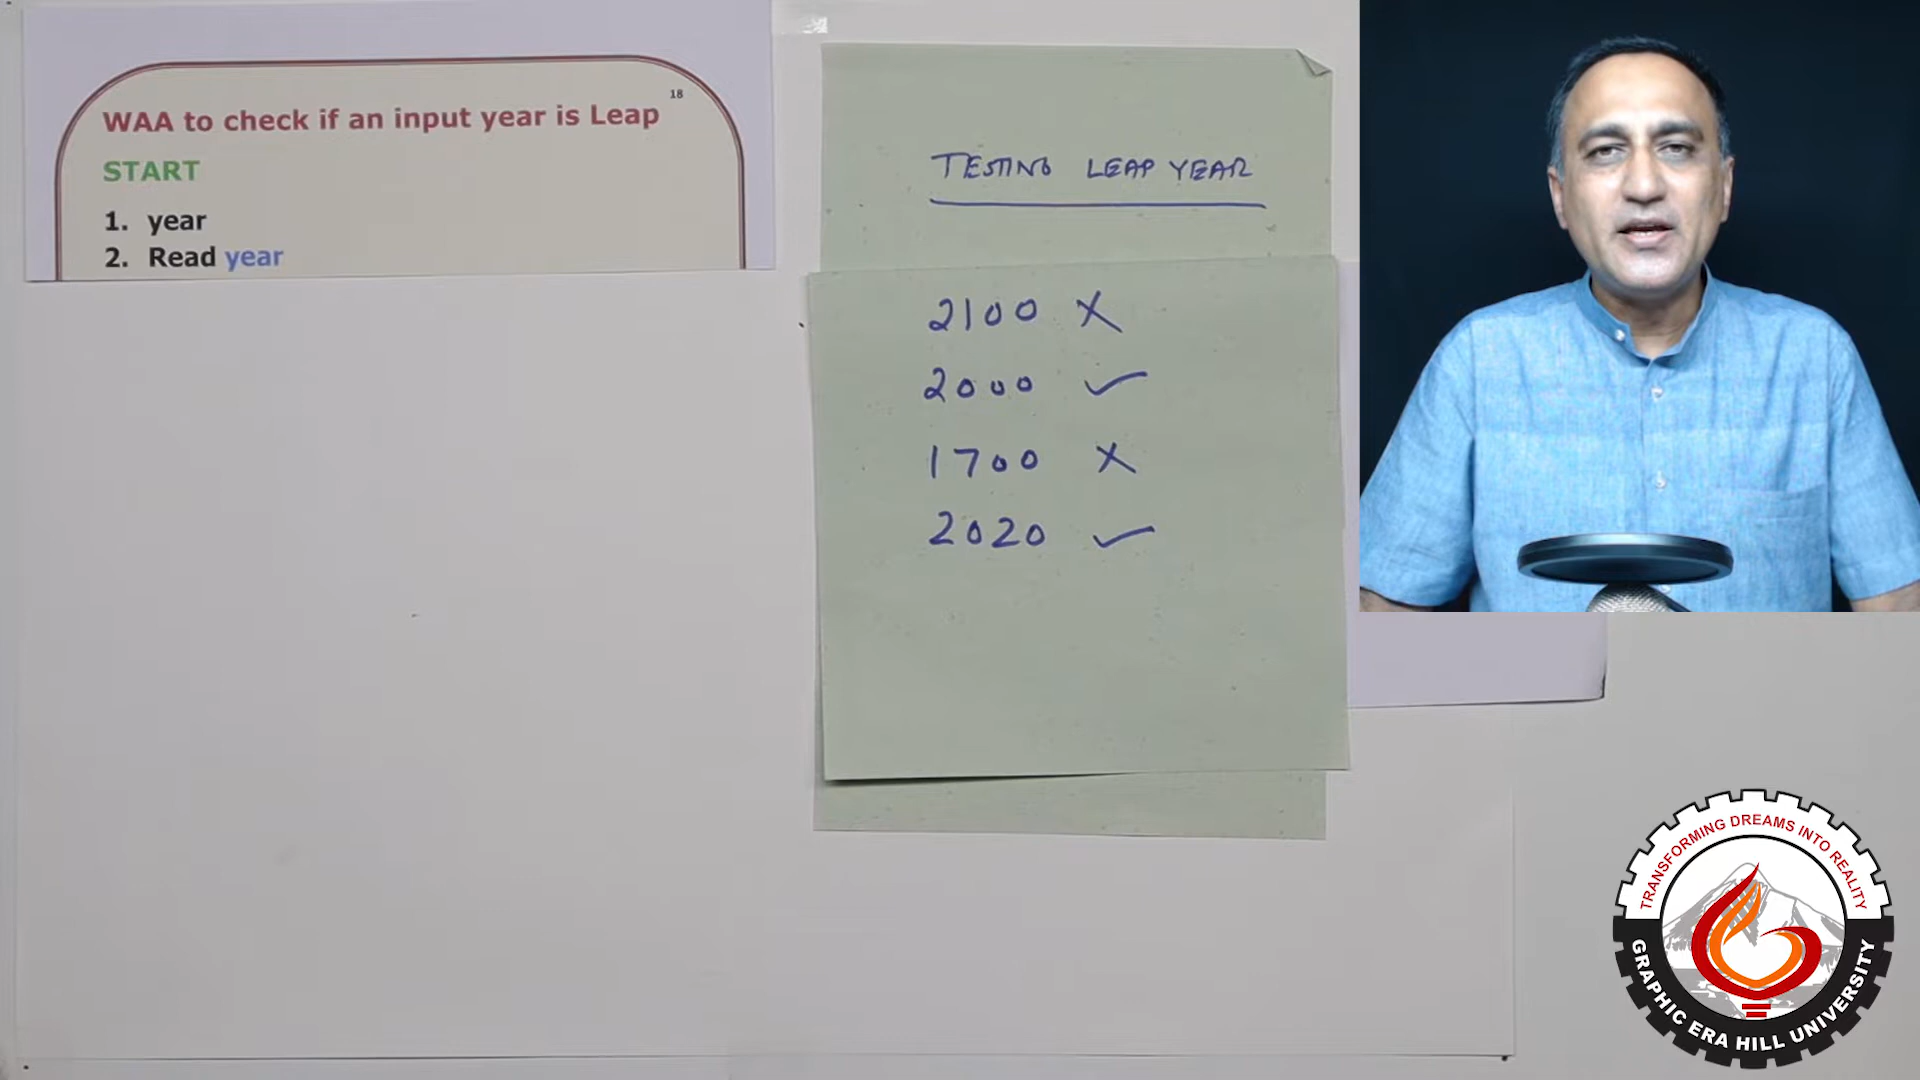 WAA to check if an input year is Leap
18
START
1. year
2. Read year
TESTING LEAP YEAR
2100 X
2000 ✓
1700 X
2020 ✓
TRANSFORMING DREAMS INTO REALITY
GRAPHIC ERA HILL UNIVERSITY